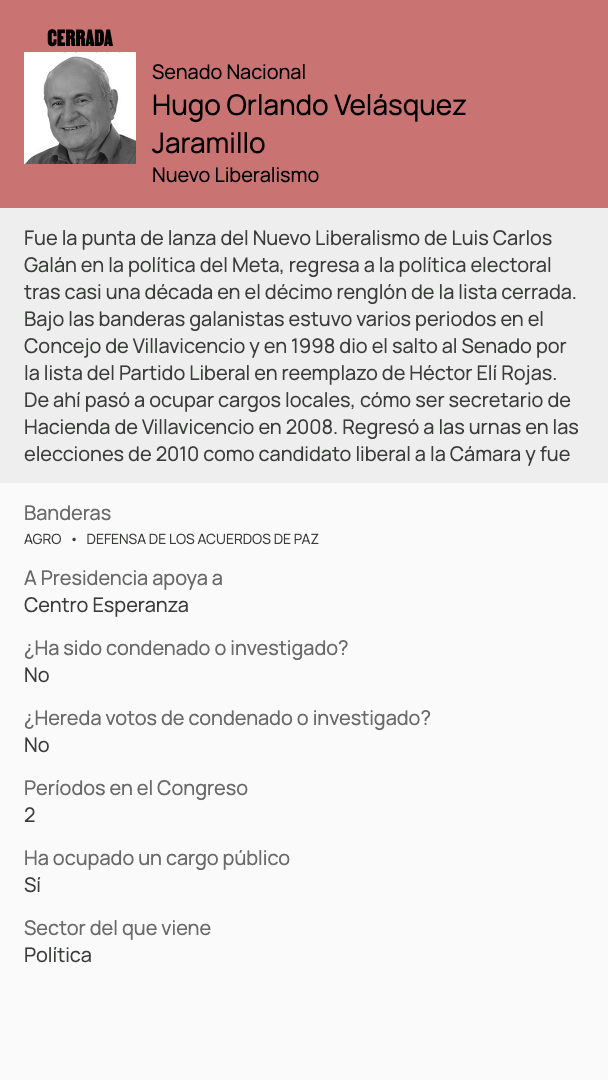 CERRADA
Senado Nacional
Hugo Orlando Velásquez
Jaramillo
Nuevo Liberalismo
Fue la punta de lanza del Nuevo Liberalismo de Luis Carlos
Galán en la política del Meta, regresa a la política electoral
tras casi una década en el décimo renglón de la lista cerrada.
Bajo las banderas galanistas estuvo varios periodos en el
Concejo de Villavicencio y en 1998 dio el salto al Senado por
la lista del Partido Liberal en reemplazo de Héctor Elí Rojas.
De ahí pasó a ocupar cargos locales, cómo ser secretario de
Hacienda de Villavicencio en 2008. Regresó a las urnas en las
elecciones de 2010 como candidato liberal a la Cámara y fue
Banderas
AGRO • DEFENSA DE LOS ACUERDOS DE PAZ
A Presidencia apoya a
Centro Esperanza
¿Ha sido condenado o investigado?
No
¿Hereda votos de condenado o investigado?
No
Períodos en el Congreso
2
Ha ocupado un cargo público
Sí
Sector del que viene
Política